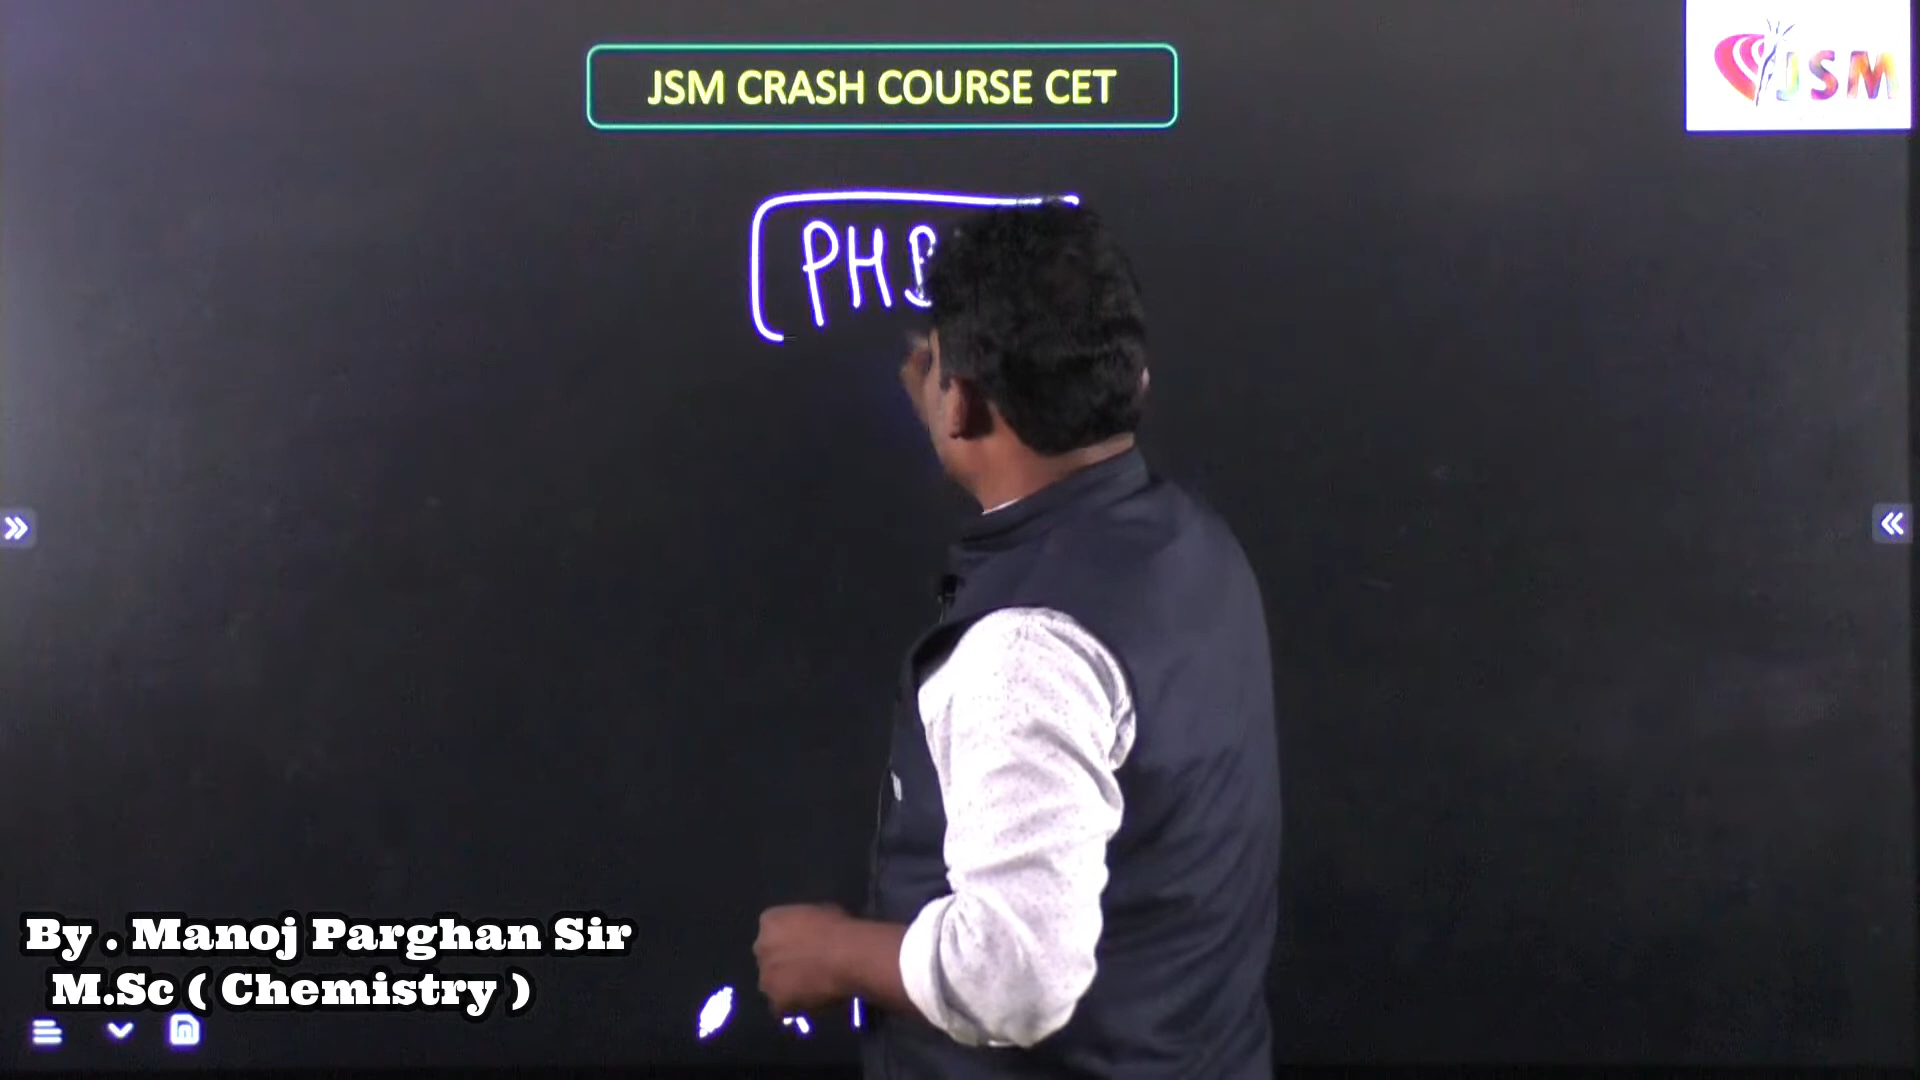 JSM CRASH COURSE CET
JSM
By . Manoj Parghan Sir
M.Sc ( Chemistry )